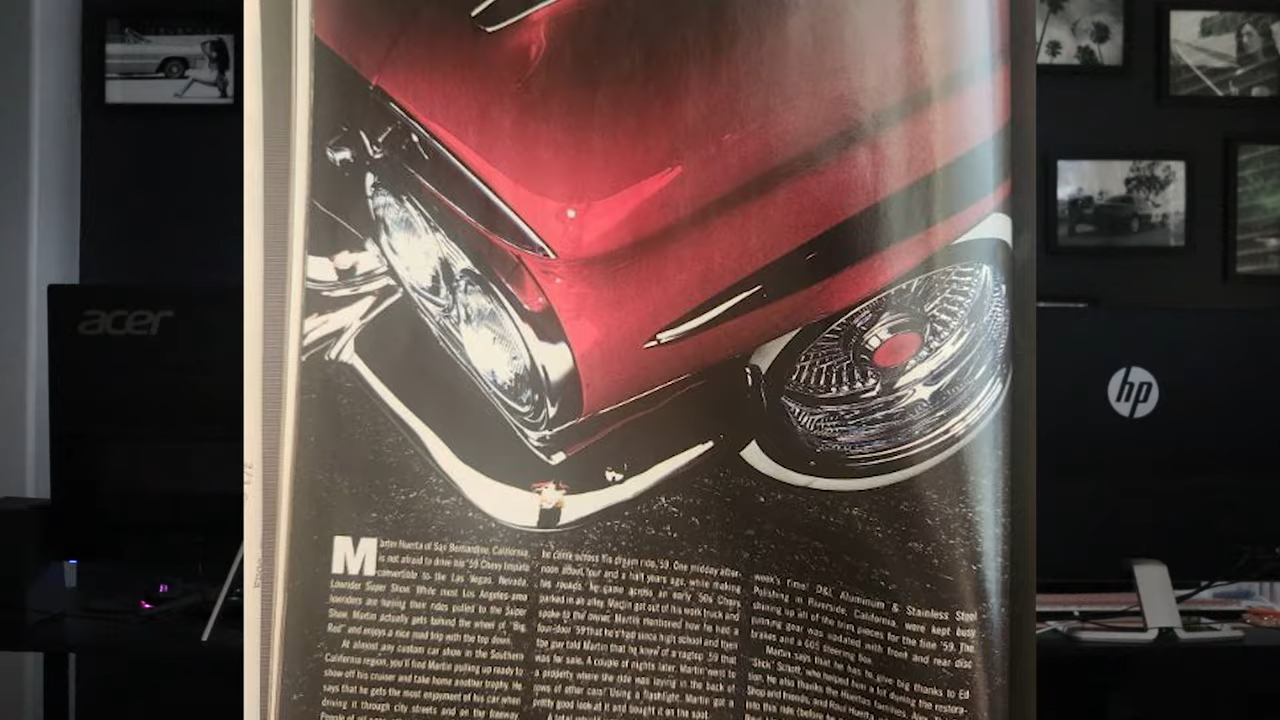 acer
hp
Martin Huerta of San Bernardino, California,
is not afraid to drive his '59 Chevy Impala
convertible to the Las Vegas, Nevada,
Lowrider Super Show. While most Los Angeles-area
lowriders are having their rides pulled to the Super
Show, Martin actually gets behind the wheel of "Big
Red" and enjoys a nice road trip with the top down.
At almost any custom car show in the Southern
California region, you'll find Martin pulling up ready to
show off his cruiser and take home another trophy. He
says that he gets the most enjoyment of his car when
driving it through city streets and on the freeway.
he came across his dream ride, '59. One midday after-
noon about four and a half years ago, while making
his rounds, he came across an early '50s Chevy
parked in an alley. Martin got out of his work truck and
spoke to the owner. Martin mentioned how he had a
four-door '59 that he's had since high school and then
the guy told Martin that he knew of a ragtop '59 that
was for sale. A couple of nights later, Martin went to
a property where the ride was laying in the back of
rows of other cars. Using a flashlight, Martin got a
pretty good look at it and bought it on the spot.
A total
week's time! D&L Aluminum & Stainless Steel
Polishing in Riverside, California, were kept busy
shining up all of the trim pieces for the fine '59. The
running gear was updated with front and rear disc
brakes and a 605 steering box.
Martin says that he has to give big thanks to Ed
"Slick" who helped him a lot during the restora-
tion. He also thanks the Huertas families,
Shop and friends, and Raul Huerta
into this ride (before he